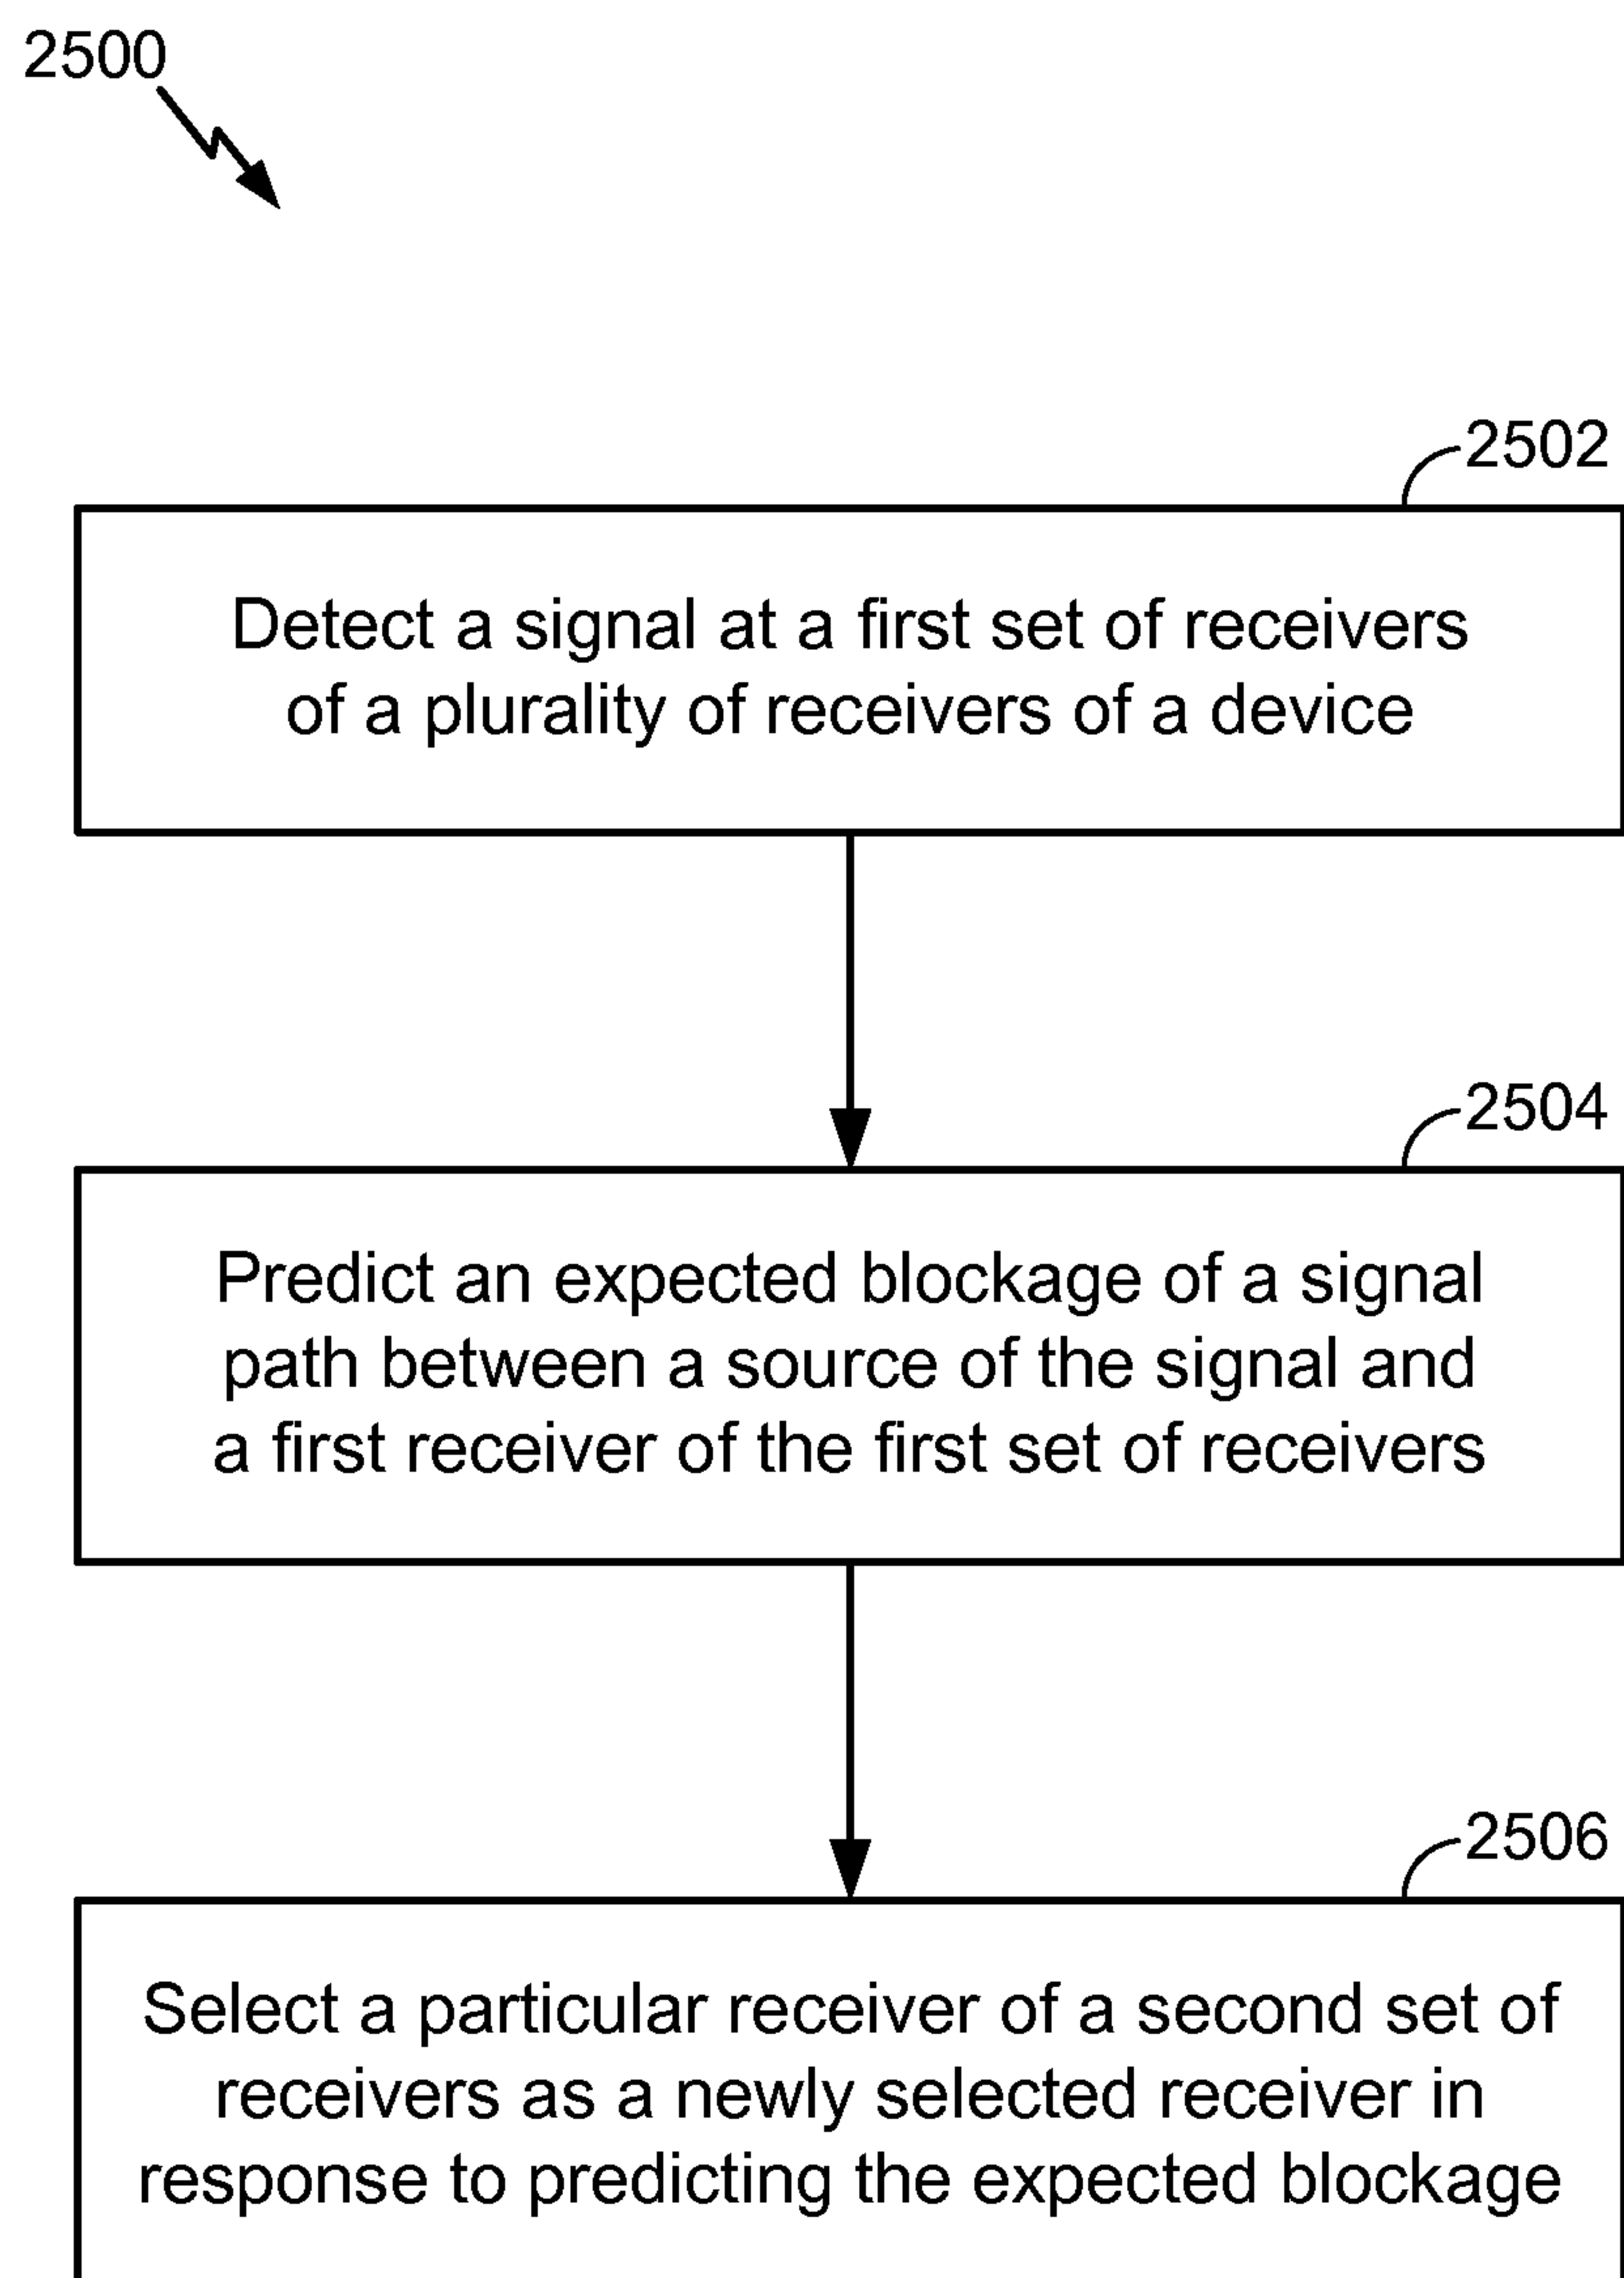 2500
2502
Detect a signal at a first set of receivers
of a plurality of receivers of a device
2504
Predict an expected blockage of a signal
path between a source of the signal and
a first receiver of the first set of receivers
2506
Select a particular receiver of a second set of
receivers as a newly selected receiver in
response to predicting the expected blockage